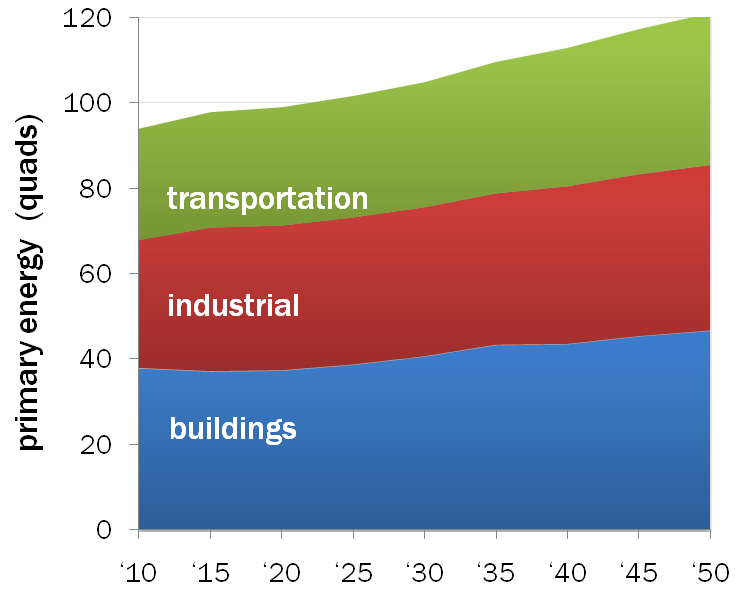 primary energy (quads)
120
100
80
60
40
20
0
transportation
industrial
buildings
‘10 ‘15 ‘20 ‘25 ‘30 ‘35 ‘40 ‘45 ‘50